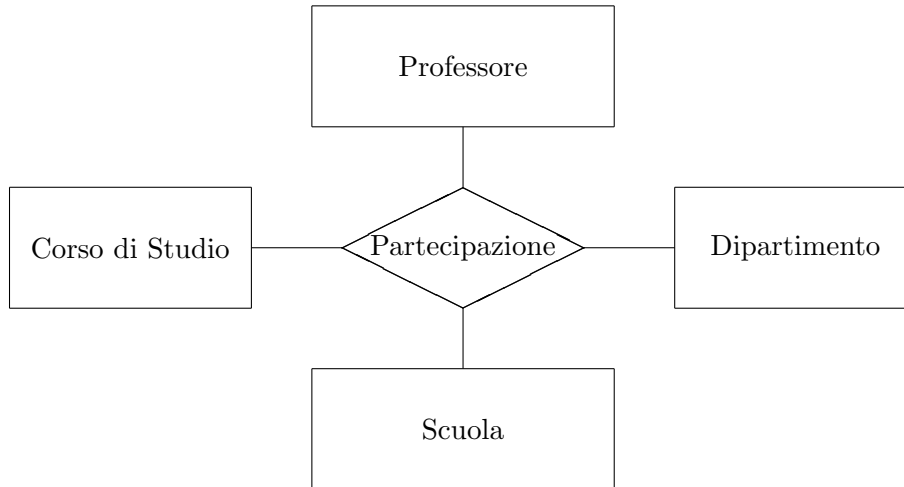 Professore
Corso di Studio
Partecipazione
Dipartimento
Scuola